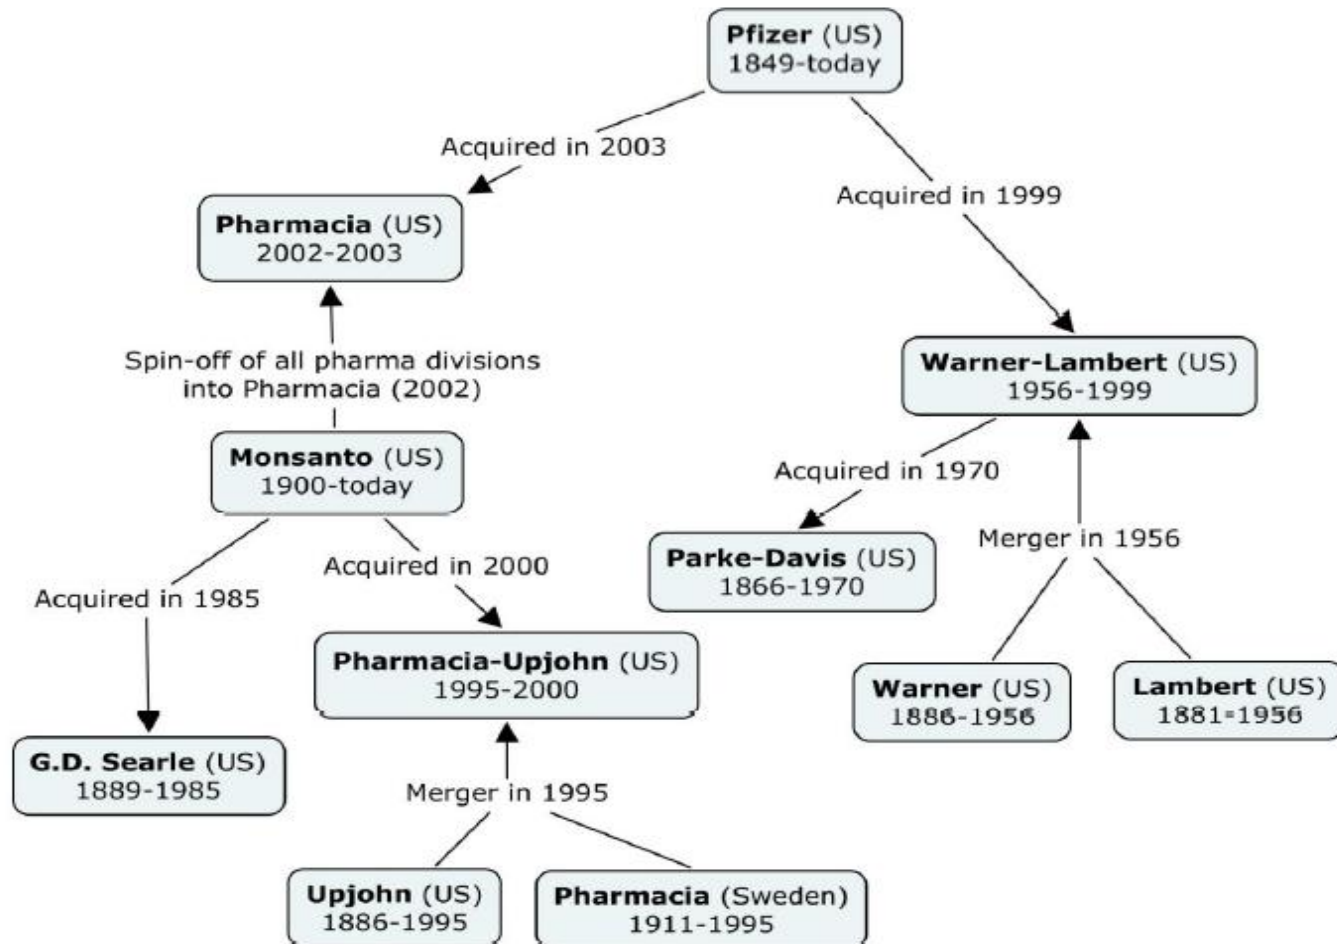 Pfizer (US)
1849-today
Acquired in 2003
Acquired in 1999
Pharmacia (US)
2002-2003
Spin-off of all pharma divisions
into Pharmacia (2002)
Warner-Lambert (US)
1956-1999
Monsanto (US)
1900-today
Acquired in 1970
Acquired in 1985
Acquired in 2000
Parke-Davis (US)
1866-1970
Merger in 1956
Pharmacia-Upjohn (US)
1995-2000
Warner (US)
1886-1956
Lambert (US)
1881=1956
G.D. Searle (US)
1889-1985
Merger in 1995
Upjohn (US)
1886-1995
Pharmacia (Sweden)
1911-1995